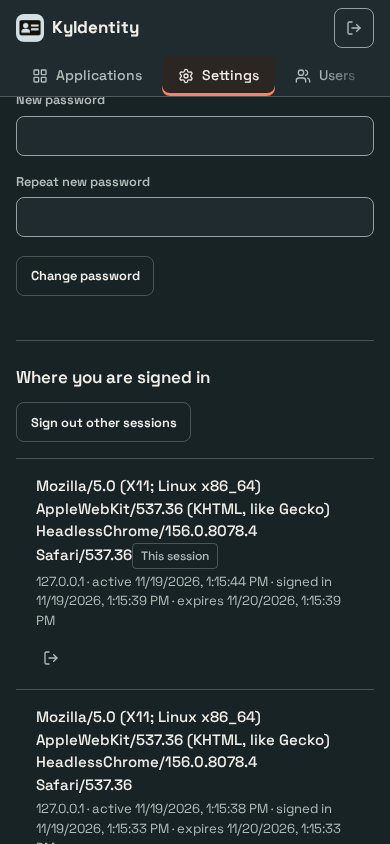 KyIdentity
Applications
Settings
Users
New password
Repeat new password
Change password
Where you are signed in
Sign out other sessions
Mozilla/5.0 (X11; Linux x86_64)
AppleWebKit/537.36 (KHTML, like Gecko)
HeadlessChrome/156.0.8078.4
Safari/537.36 This session
127.0.0.1 · active 11/19/2026, 1:15:44 PM · signed in
11/19/2026, 1:15:39 PM · expires 11/20/2026, 1:15:39
PM
Mozilla/5.0 (X11; Linux x86_64)
AppleWebKit/537.36 (KHTML, like Gecko)
HeadlessChrome/156.0.8078.4
Safari/537.36
127.0.0.1 · active 11/19/2026, 1:15:38 PM · signed in
11/19/2026, 1:15:33 PM · expires 11/20/2026, 1:15:33